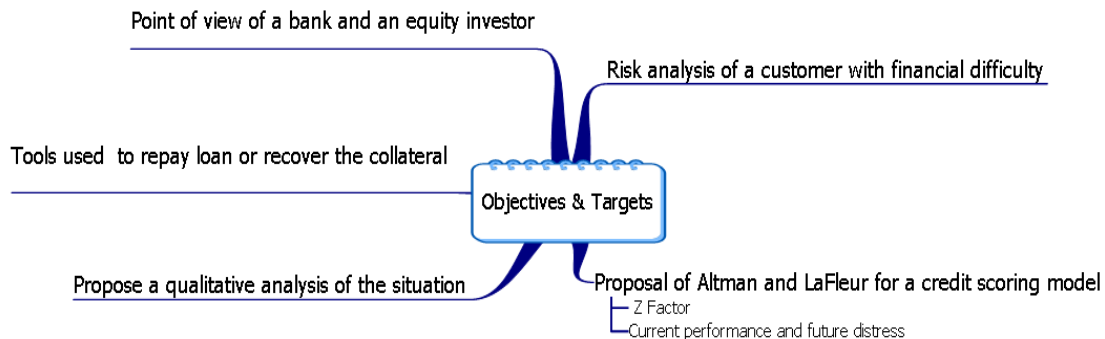 Point of view of a bank and an equity investor
Risk analysis of a customer with financial difficulty
Tools used to repay loan or recover the collateral
Objectives & Targets
Propose a qualitative analysis of the situation
Proposal of Altman and LaFleur for a credit scoring model
Z Factor
Current performance and future distress